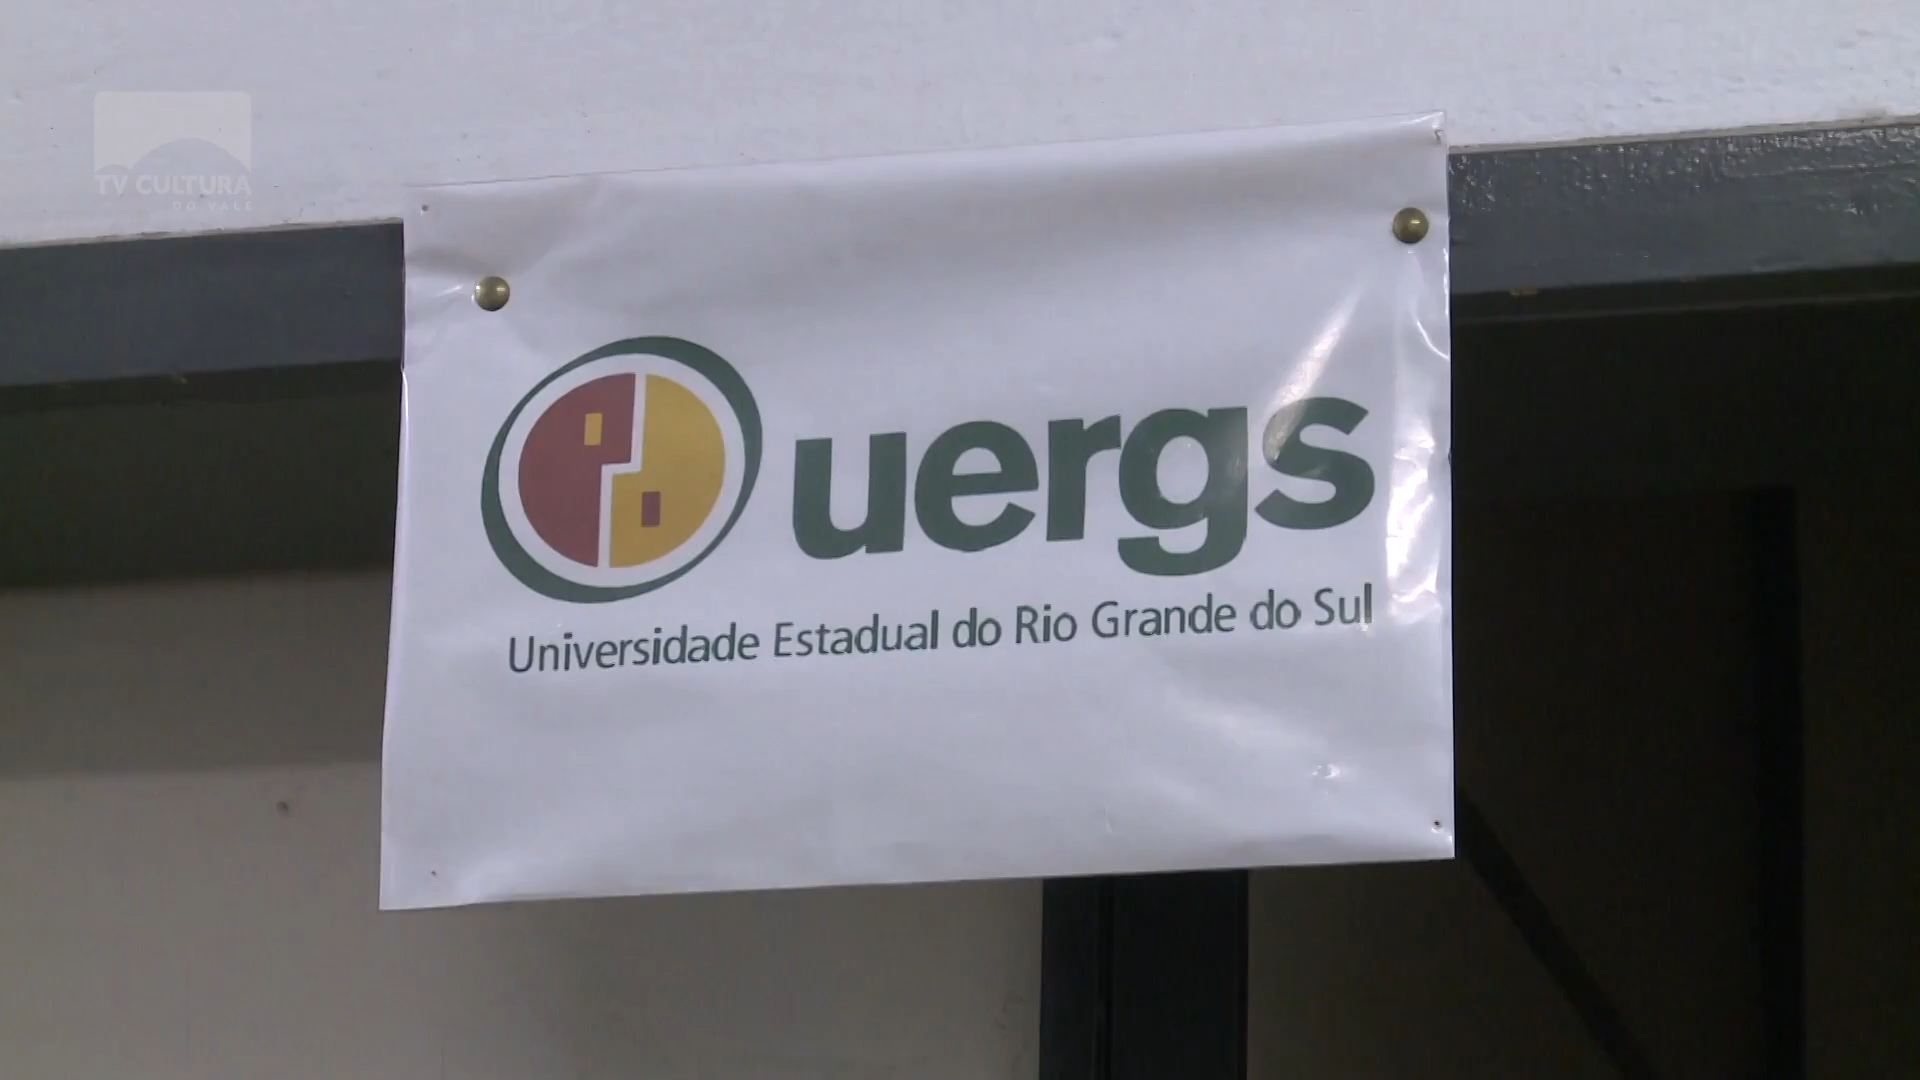 TV CULTURA
DO VALE
uergs
Universidade Estadual do Rio Grande do Sul